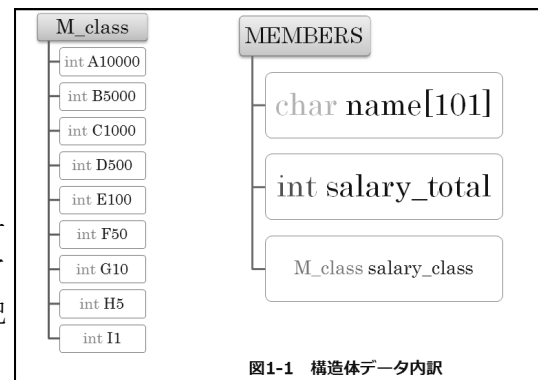 M_class
int A10000
int B5000
int C1000
int D500
int E100
int F50
int G10
int H5
int I1
MEMBERS
char name[101]
int salary_total
M_class salary_class
図1-1 構造体データ内訳